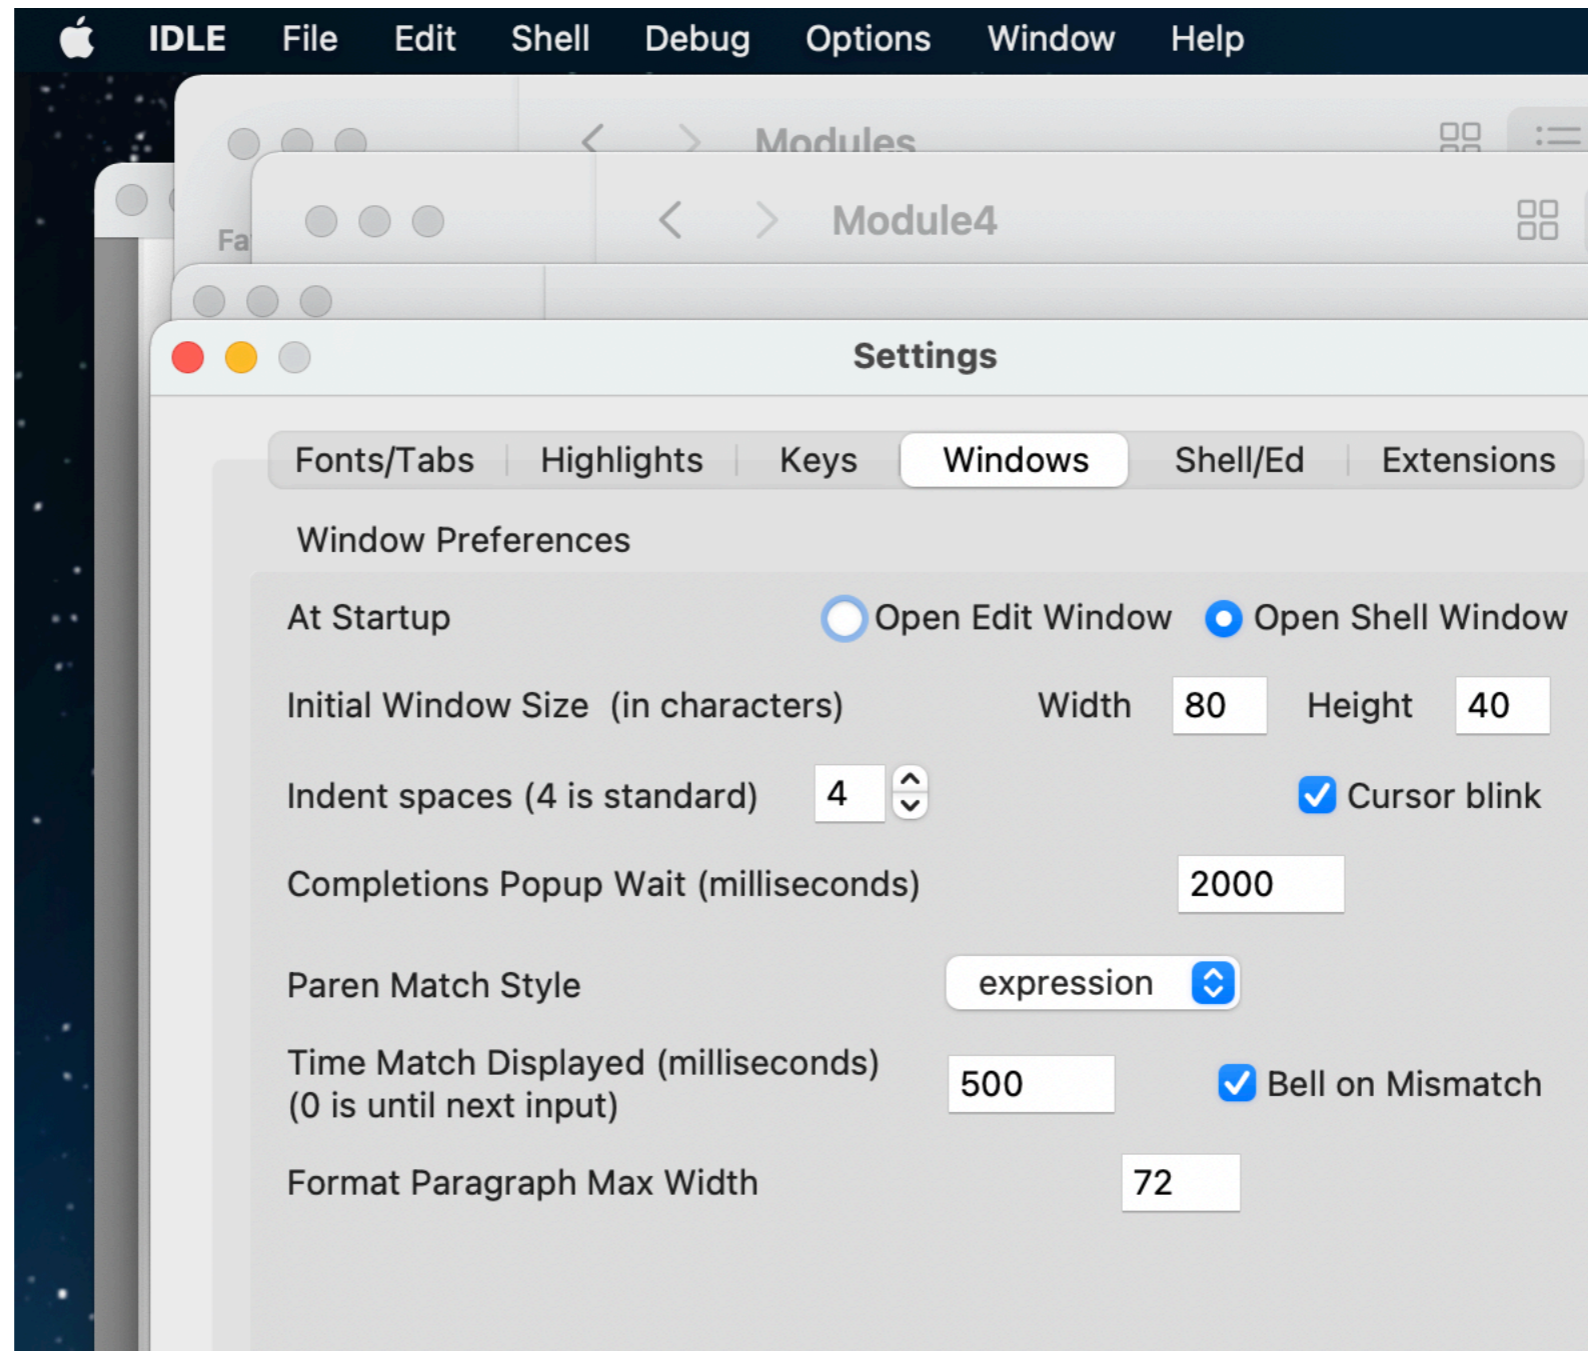 IDLE File Edit Shell Debug Options Window Help
Modules
Module4
Fa
Settings
Fonts/Tabs Highlights Keys Windows Shell/Ed Extensions
Window Preferences
At Startup Open Edit Window Open Shell Window
Initial Window Size (in characters) Width 80 Height 40
Indent spaces (4 is standard) 4 Cursor blink
Completions Popup Wait (milliseconds) 2000
Paren Match Style expression
Time Match Displayed (milliseconds)
(0 is until next input) 500 Bell on Mismatch
Format Paragraph Max Width 72